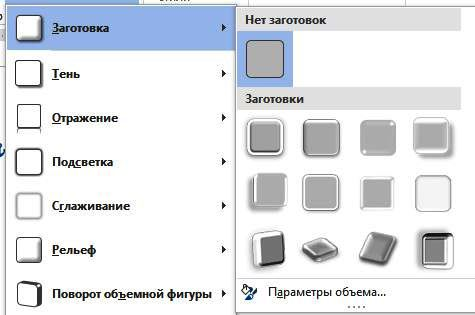 Заготовка
Тень
Отражение
Подсветка
Сглаживание
Рельеф
Поворот объемной фигуры
Нет заготовок
Заготовки
Параметры объема...